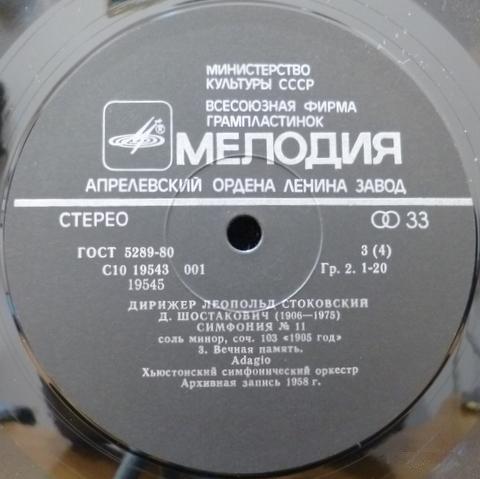 МИНИСТЕРСТВО
КУЛЬТУРЫ СССР
ВСЕСОЮЗНАЯ ФИРМА
ГРАМПЛАСТИНОК
МЕЛОДИЯ
АПРЕЛЕВСКИЙ ОРДЕНА ЛЕНИНА ЗАВОД
СТЕРЕО 33
ГОСТ 5289-80 3 (4)
С10 19543 001 Гр. 2. 1-20
19545
ДИРИЖЕР ЛЕОПОЛЬД СТОКОВСКИЙ
Д. ШОСТАКОВИЧ (1906—1975)
СИМФОНИЯ № 11
соль минор, соч. 103 «1905 год»
3. Вечная память.
Adagio
Хьюстонский симфонический оркестр
Архивная запись 1958 г.